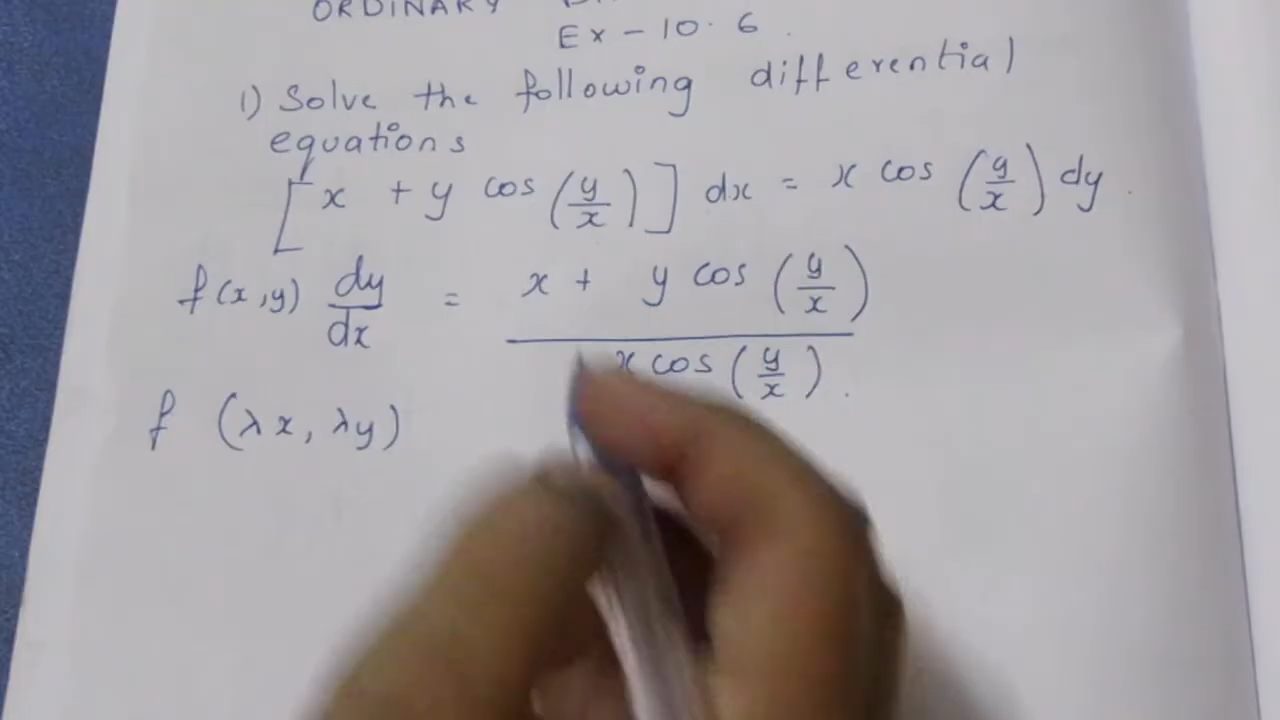 ORDINARY
Ex - 10.6.
1) Solve the following differential
equations
[x + y cos (y/x)] dx = x cos (y/x) dy.
f(x,y) dy/dx = x + y cos (y/x) / x cos (y/x).
f (λx, λy)